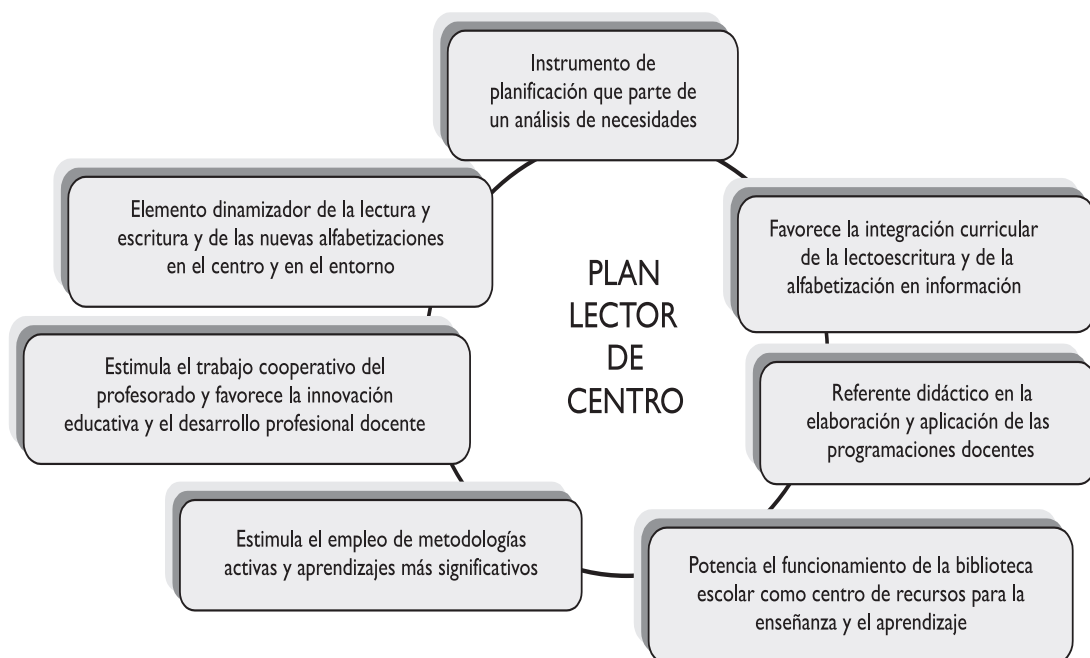 Instrumento de
planificación que parte de
un análisis de necesidades
Elemento dinamizador de la lectura y
escritura y de las nuevas alfabetizaciones
en el centro y en el entorno
Favorece la integración curricular
de la lectoescritura y de la
alfabetización en información
PLAN
LECTOR
DE
CENTRO
Estimula el trabajo cooperativo del
profesorado y favorece la innovación
educativa y el desarrollo profesional docente
Referente didáctico en la
elaboración y aplicación de las
programaciones docentes
Estimula el empleo de metodologías
activas y aprendizajes más significativos
Potencia el funcionamiento de la biblioteca
escolar como centro de recursos para la
enseñanza y el aprendizaje